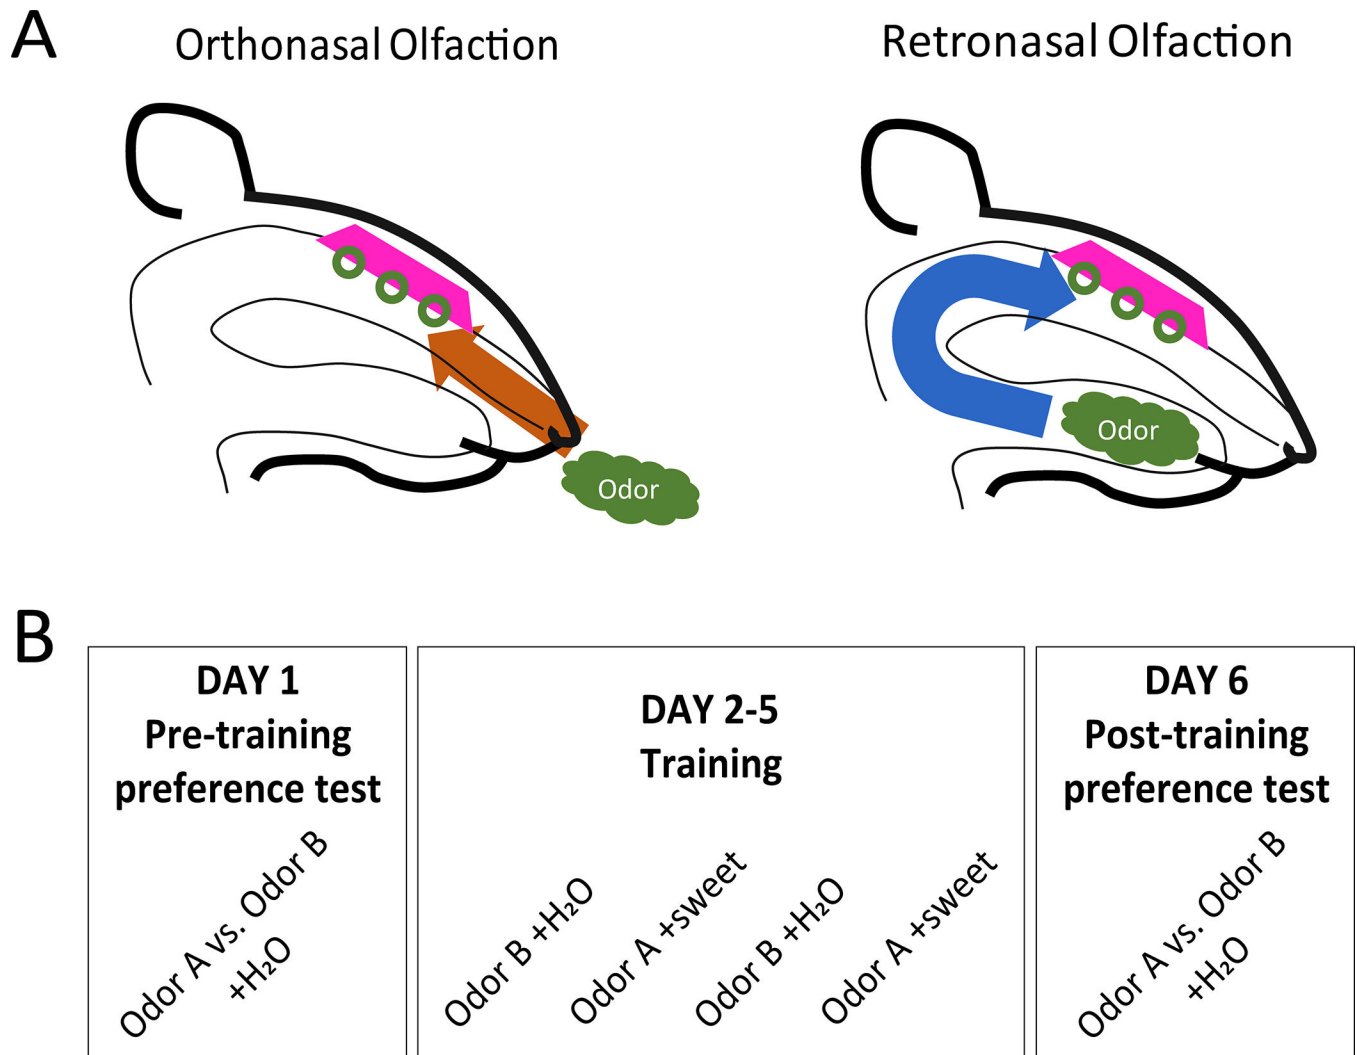 A
Orthonasal Olfaction
Retronasal Olfaction
Odor
Odor
B
DAY 1
Pre-training
preference test
Odor A vs. Odor B
+H₂O
DAY 2-5
Training
Odor B +H₂O
Odor A +sweet
Odor B +H₂O
Odor A +sweet
DAY 6
Post-training
preference test
Odor A vs. Odor B
+H₂O